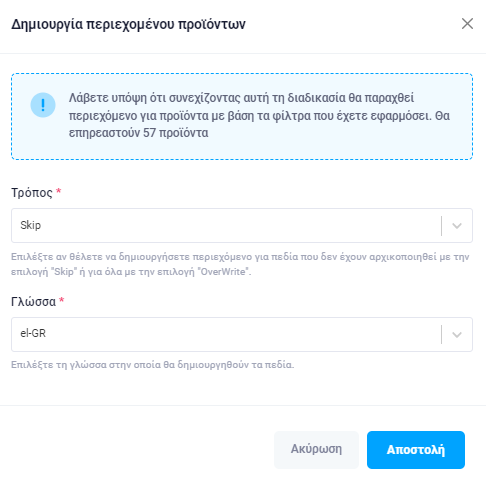 Δημιουργία περιεχομένου προϊόντων
Λάβετε υπόψη ότι συνεχίζοντας αυτή τη διαδικασία θα παραχθεί
περιεχόμενο για προϊόντα με βάση τα φίλτρα που έχετε εφαρμόσει. Θα
επηρεαστούν 57 προϊόντα
Τρόπος *
Skip
Επιλέξτε αν θέλετε να δημιουργήσετε περιεχόμενο για πεδία που δεν έχουν αρχικοποιηθεί με την
επιλογή "Skip" ή για όλα με την επιλογή "OverWrite".
Γλώσσα *
el-GR
Επιλέξτε τη γλώσσα στην οποία θα δημιουργηθούν τα πεδία.
Ακύρωση
Αποστολή